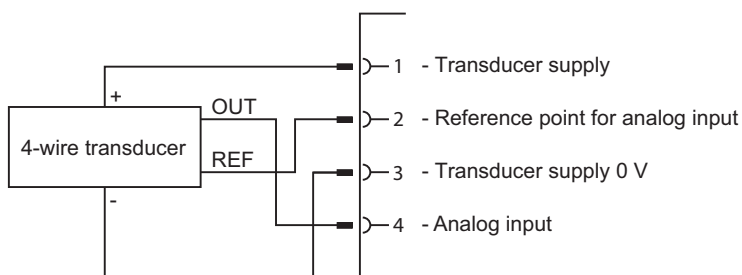 1 - Transducer supply
+
OUT
2 - Reference point for analog input
4-wire transducer
REF
3 - Transducer supply 0 V
-
4 - Analog input